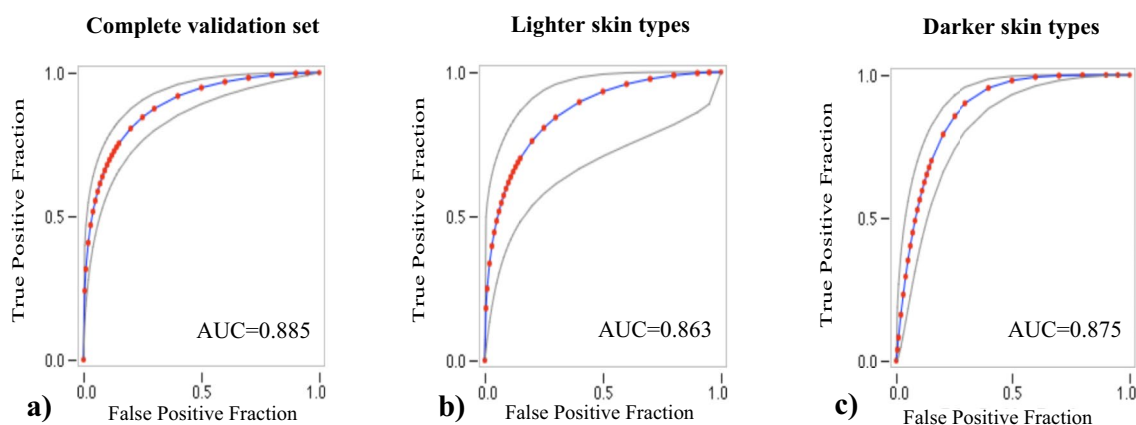 Complete validation set
1.0
0.5
0.0
0.0
0.5
1.0
True Positive Fraction
False Positive Fraction
AUC=0.885
a)
Lighter skin types
1.0
0.5
0.0
0.0
0.5
1.0
True Positive Fraction
False Positive Fraction
AUC=0.863
b)
Darker skin types
1.0
0.5
0.0
0.0
0.5
1.0
True Positive Fraction
False Positive Fraction
AUC=0.875
c)